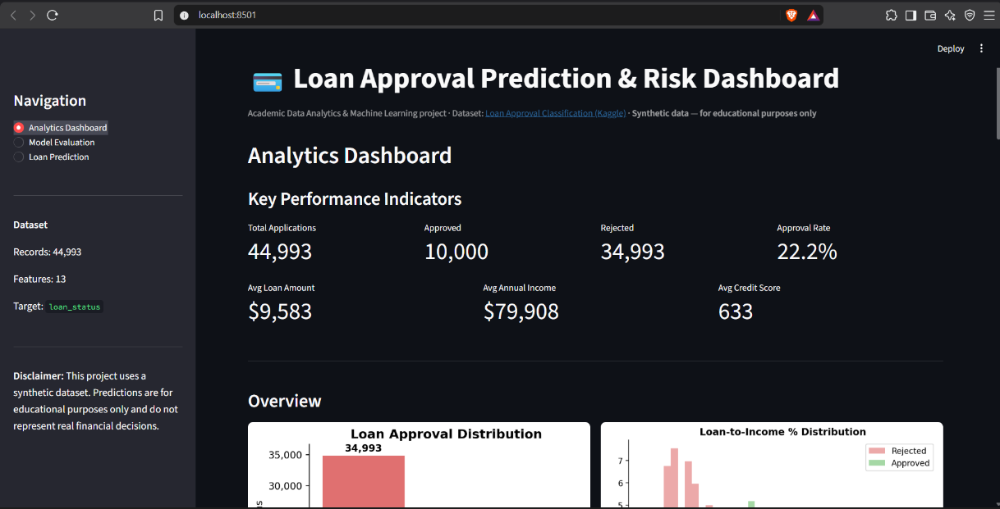 localhost:8501
Deploy
Navigation
Analytics Dashboard
Model Evaluation
Loan Prediction
Dataset
Records: 44,993
Features: 13
Target: loan_status
Disclaimer: This project uses a
synthetic dataset. Predictions are for
educational purposes only and do not
represent real financial decisions.
Loan Approval Prediction & Risk Dashboard
Academic Data Analytics & Machine Learning project · Dataset: Loan Approval Classification (Kaggle) · Synthetic data — for educational purposes only
Analytics Dashboard
Key Performance Indicators
Total Applications Approved Rejected Approval Rate
44,993 10,000 34,993 22.2%
Avg Loan Amount Avg Annual Income Avg Credit Score
$9,583 $79,908 633
Overview
Loan Approval Distribution
34,993
35,000
30,000
Loan-to-Income % Distribution
Rejected
Approved
7
6
5